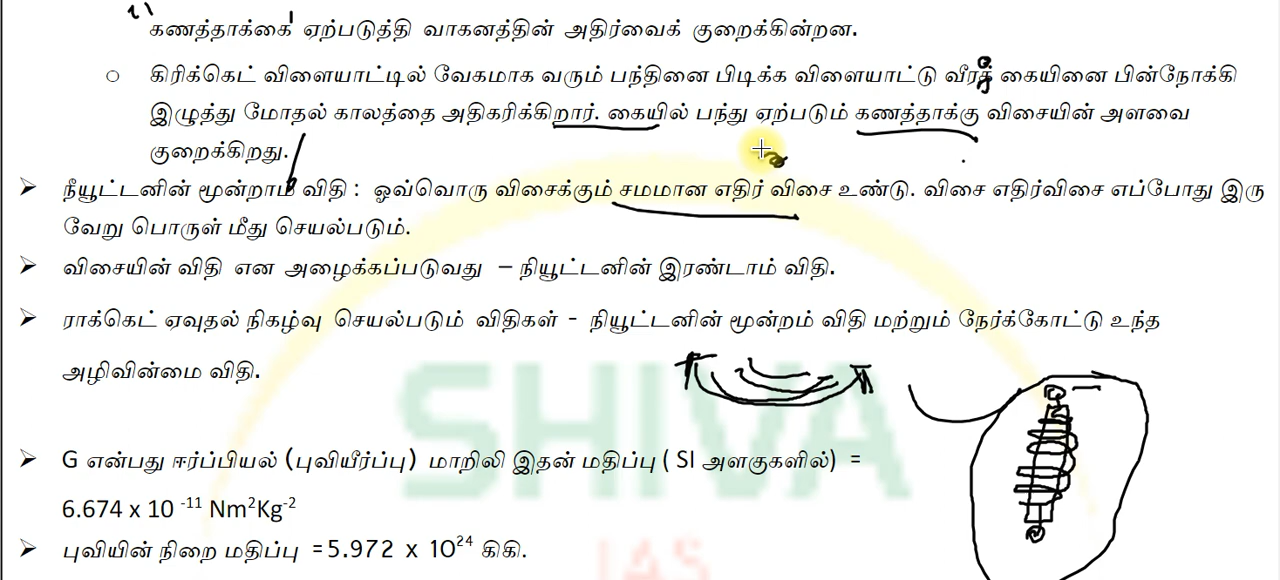 கணத்தாக்கை ஏற்படுத்தி வாகனத்தின் அதிர்வைக் குறைக்கின்றன.
○ கிரிக்கெட் விளையாட்டில் வேகமாக வரும் பந்தினை பிடிக்க விளையாட்டு வீரர் கையினை பின்நோக்கி
இழுத்து மோதல் காலத்தை அதிகரிக்கிறார். கையில் பந்து ஏற்படும் கணத்தாக்கு விசையின் அளவை
குறைக்கிறது.
➤ நீயூட்டனின் மூன்றாம் விதி : ஒவ்வொரு விசைக்கும் சமமான எதிர் விசை உண்டு. விசை எதிர்விசை எப்போது இரு
வேறு பொருள் மீது செயல்படும்.
➤ விசையின் விதி என அழைக்கப்படுவது – நியூட்டனின் இரண்டாம் விதி.
➤ ராக்கெட் ஏவுதல் நிகழ்வு செயல்படும் விதிகள் - நியூட்டனின் மூன்றம் விதி மற்றும் நேர்க்கோட்டு உந்த
அழிவின்மை விதி.
SHIVA
➤ G என்பது ஈர்ப்பியல் (புவியீர்ப்பு) மாறிலி இதன் மதிப்பு ( SI அளகுகளில்) =
6.674 x 10 ⁻¹¹ Nm²Kg⁻²
➤ புவியின் நிறை மதிப்பு =5.972 x 10²⁴ கிகி.
IAS